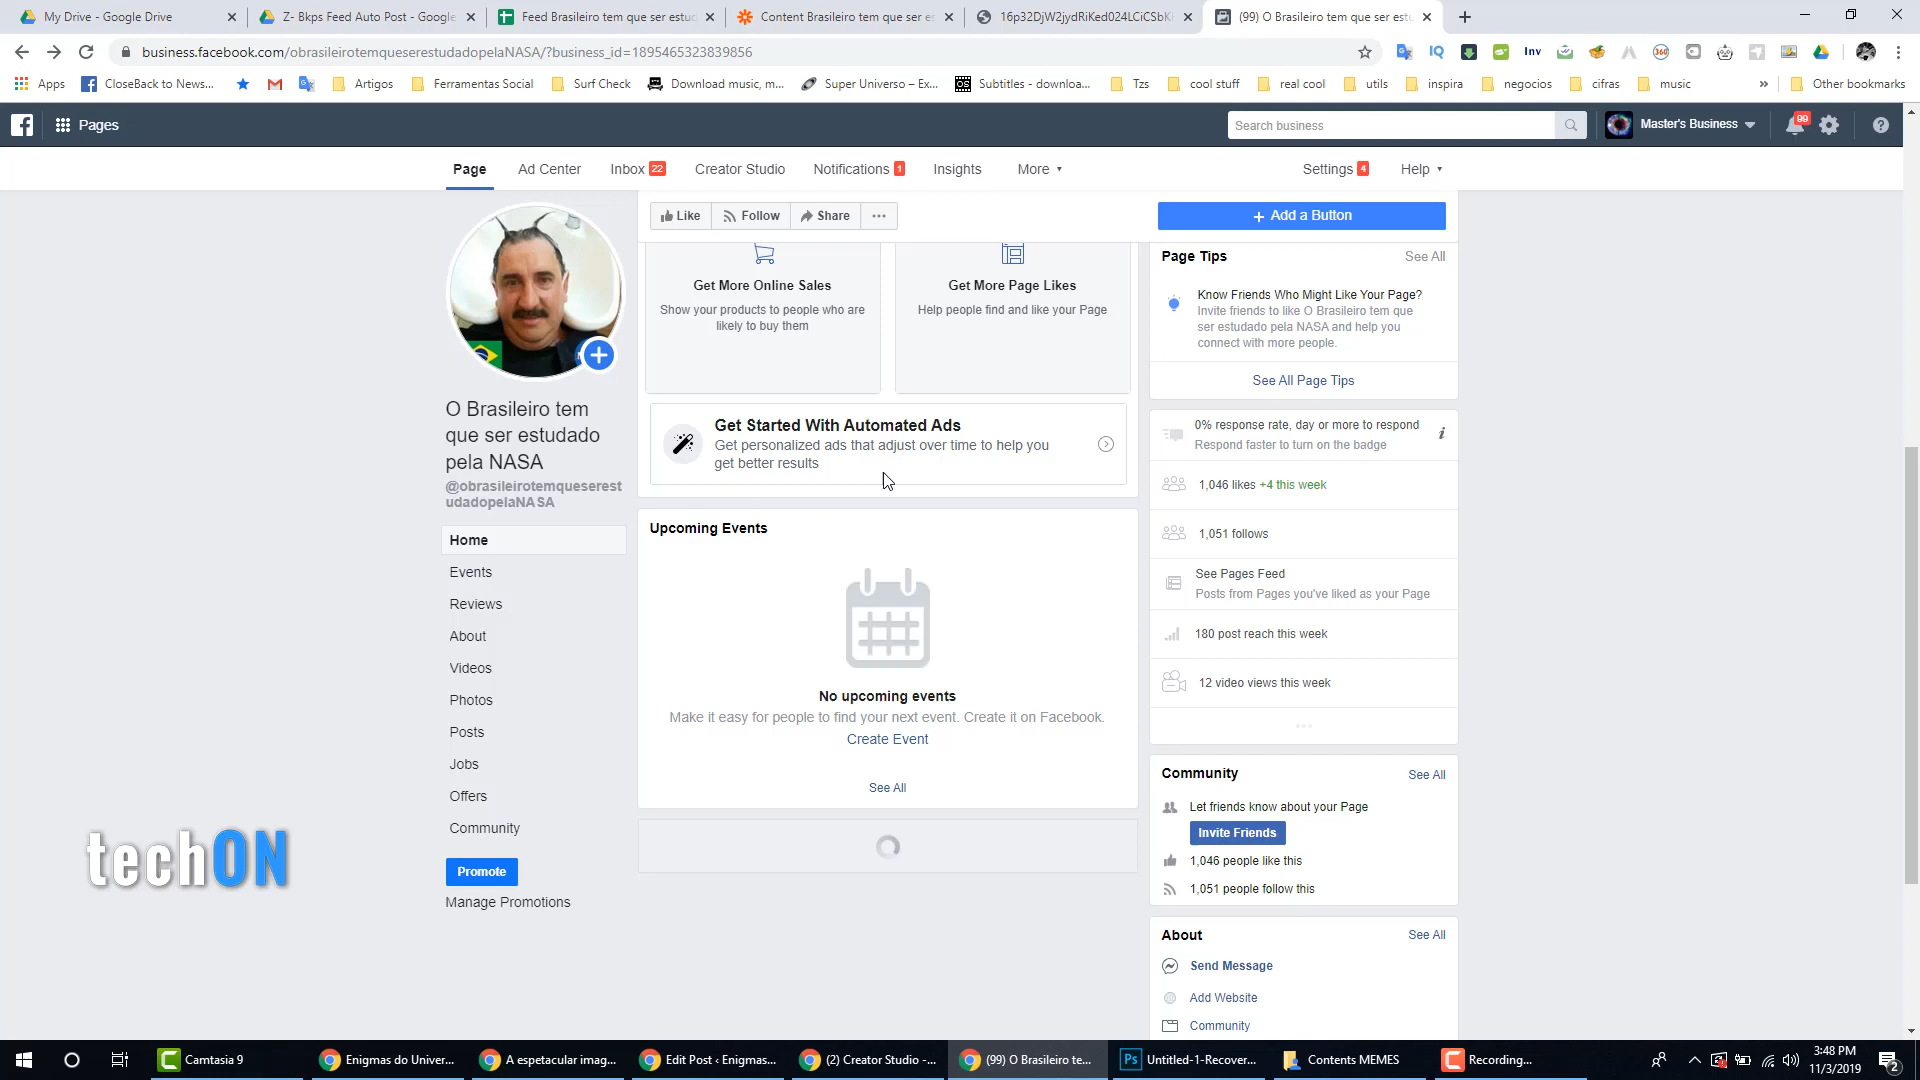 My Drive - Google Drive
Z- Bkps Feed Auto Post - Google
Feed Brasileiro tem que ser estud
Content Brasileiro tem que ser es
16p32DjW2jydRiKed024LCiCSbK
(99) O Brasileiro tem que ser estu
business.facebook.com/obrasileirotemqueserestudadopelaNASA/?business_id=1895465323839856
Apps
CloseBack to News...
Artigos
Ferramentas Social
Surf Check
Download music, m...
Super Universo – Ex...
Subtitles - downloa...
Tzs
cool stuff
real cool
utils
inspira
negocios
cifras
music
»
Other bookmarks
Pages
Search business
Master's Business
99
Page
Ad Center
Inbox 22
Creator Studio
Notifications 1
Insights
More
Settings 4
Help
Like
Follow
Share
...
+ Add a Button
Get More Online Sales
Show your products to people who are
likely to buy them
Get More Page Likes
Help people find and like your Page
Get Started With Automated Ads
Get personalized ads that adjust over time to help you
get better results
O Brasileiro tem
que ser estudado
pela NASA
@obrasileirotemqueserest
udadopelaNASA
Home
Events
Reviews
About
Videos
Photos
Posts
Jobs
Offers
Community
Promote
Manage Promotions
Upcoming Events
No upcoming events
Make it easy for people to find your next event. Create it on Facebook.
Create Event
See All
Page Tips
See All
Know Friends Who Might Like Your Page?
Invite friends to like O Brasileiro tem que
ser estudado pela NASA and help you
connect with more people.
See All Page Tips
0% response rate, day or more to respond
Respond faster to turn on the badge
1,046 likes +4 this week
1,051 follows
See Pages Feed
Posts from Pages you've liked as your Page
180 post reach this week
12 video views this week
Community
See All
Let friends know about your Page
Invite Friends
1,046 people like this
1,051 people follow this
About
See All
Send Message
Add Website
Community
techON
Camtasia 9
Enigmas do Univer...
A espetacular imag...
Edit Post ‹ Enigmas...
(2) Creator Studio -...
(99) O Brasileiro te...
Untitled-1-Recover...
Contents MEMES
Recording...
3:48 PM
11/3/2019
2